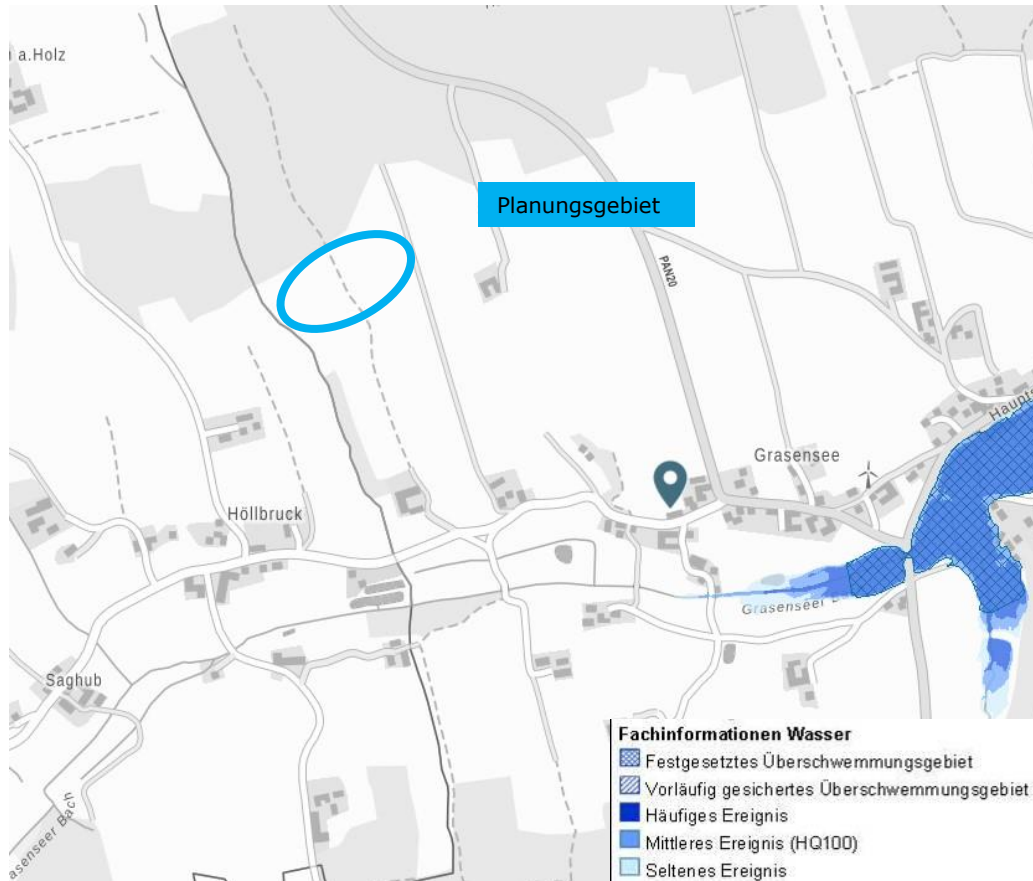 a.Holz
Planungsgebiet
PAN20
Grasensee
Haupts
Höllbruck
Grasenseer
Saghub
asenseer Bach
Fachinformationen Wasser
Festgesetztes Überschwemmungsgebiet
Vorläufig gesichertes Überschwemmungsgebiet
Häufiges Ereignis
Mittleres Ereignis (HQ100)
Seltenes Ereignis